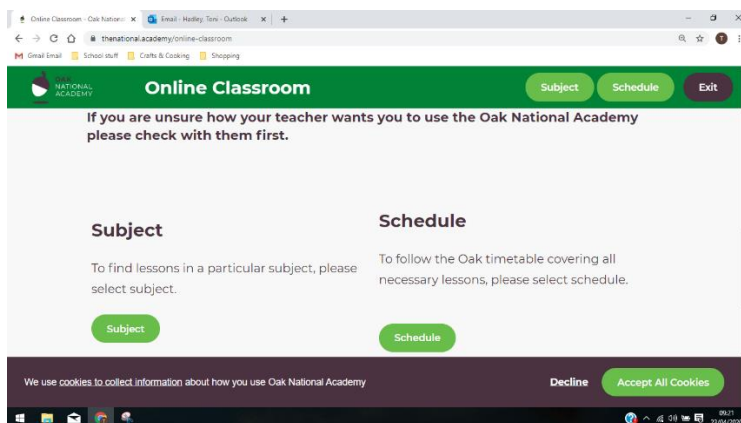 Online Classroom - Oak National
Email - Hadley, Toni - Outlook
thenational.academy/online-classroom
Gmail Email
School stuff
Crafts & Cooking
Shopping
OAK
NATIONAL
ACADEMY
Online Classroom
Subject
Schedule
Exit
If you are unsure how your teacher wants you to use the Oak National Academy
please check with them first.
Subject
To find lessons in a particular subject, please
select subject.
Subject
Schedule
To follow the Oak timetable covering all
necessary lessons, please select schedule.
Schedule
We use cookies to collect information about how you use Oak National Academy
Decline
Accept All Cookies
09:21